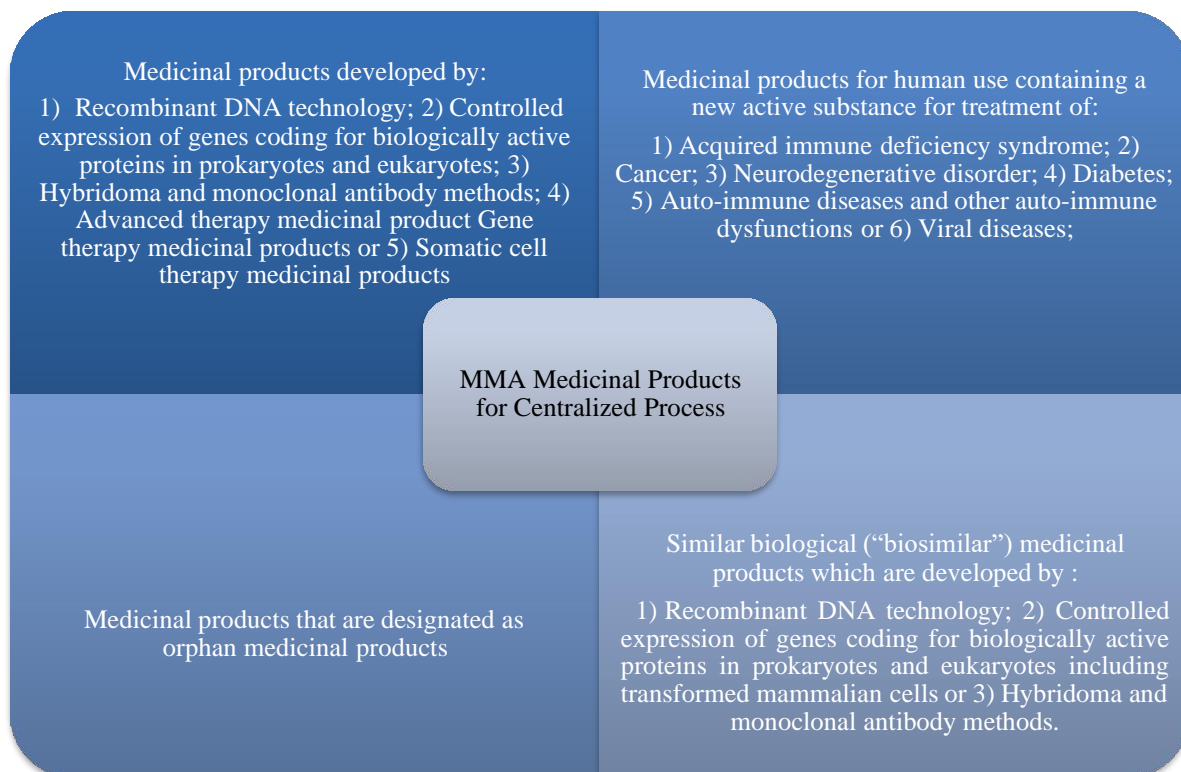 Medicinal products developed by:
1) Recombinant DNA technology; 2) Controlled
expression of genes coding for biologically active
proteins in prokaryotes and eukaryotes; 3)
Hybridoma and monoclonal antibody methods; 4)
Advanced therapy medicinal product Gene
therapy medicinal products or 5) Somatic cell
therapy medicinal products
Medicinal products for human use containing a
new active substance for treatment of:
1) Acquired immune deficiency syndrome; 2)
Cancer; 3) Neurodegenerative disorder; 4) Diabetes;
5) Auto-immune diseases and other auto-immune
dysfunctions or 6) Viral diseases;
MMA Medicinal Products
for Centralized Process
Medicinal products that are designated as
orphan medicinal products
Similar biological (“biosimilar”) medicinal
products which are developed by :
1) Recombinant DNA technology; 2) Controlled
expression of genes coding for biologically active
proteins in prokaryotes and eukaryotes including
transformed mammalian cells or 3) Hybridoma and
monoclonal antibody methods.